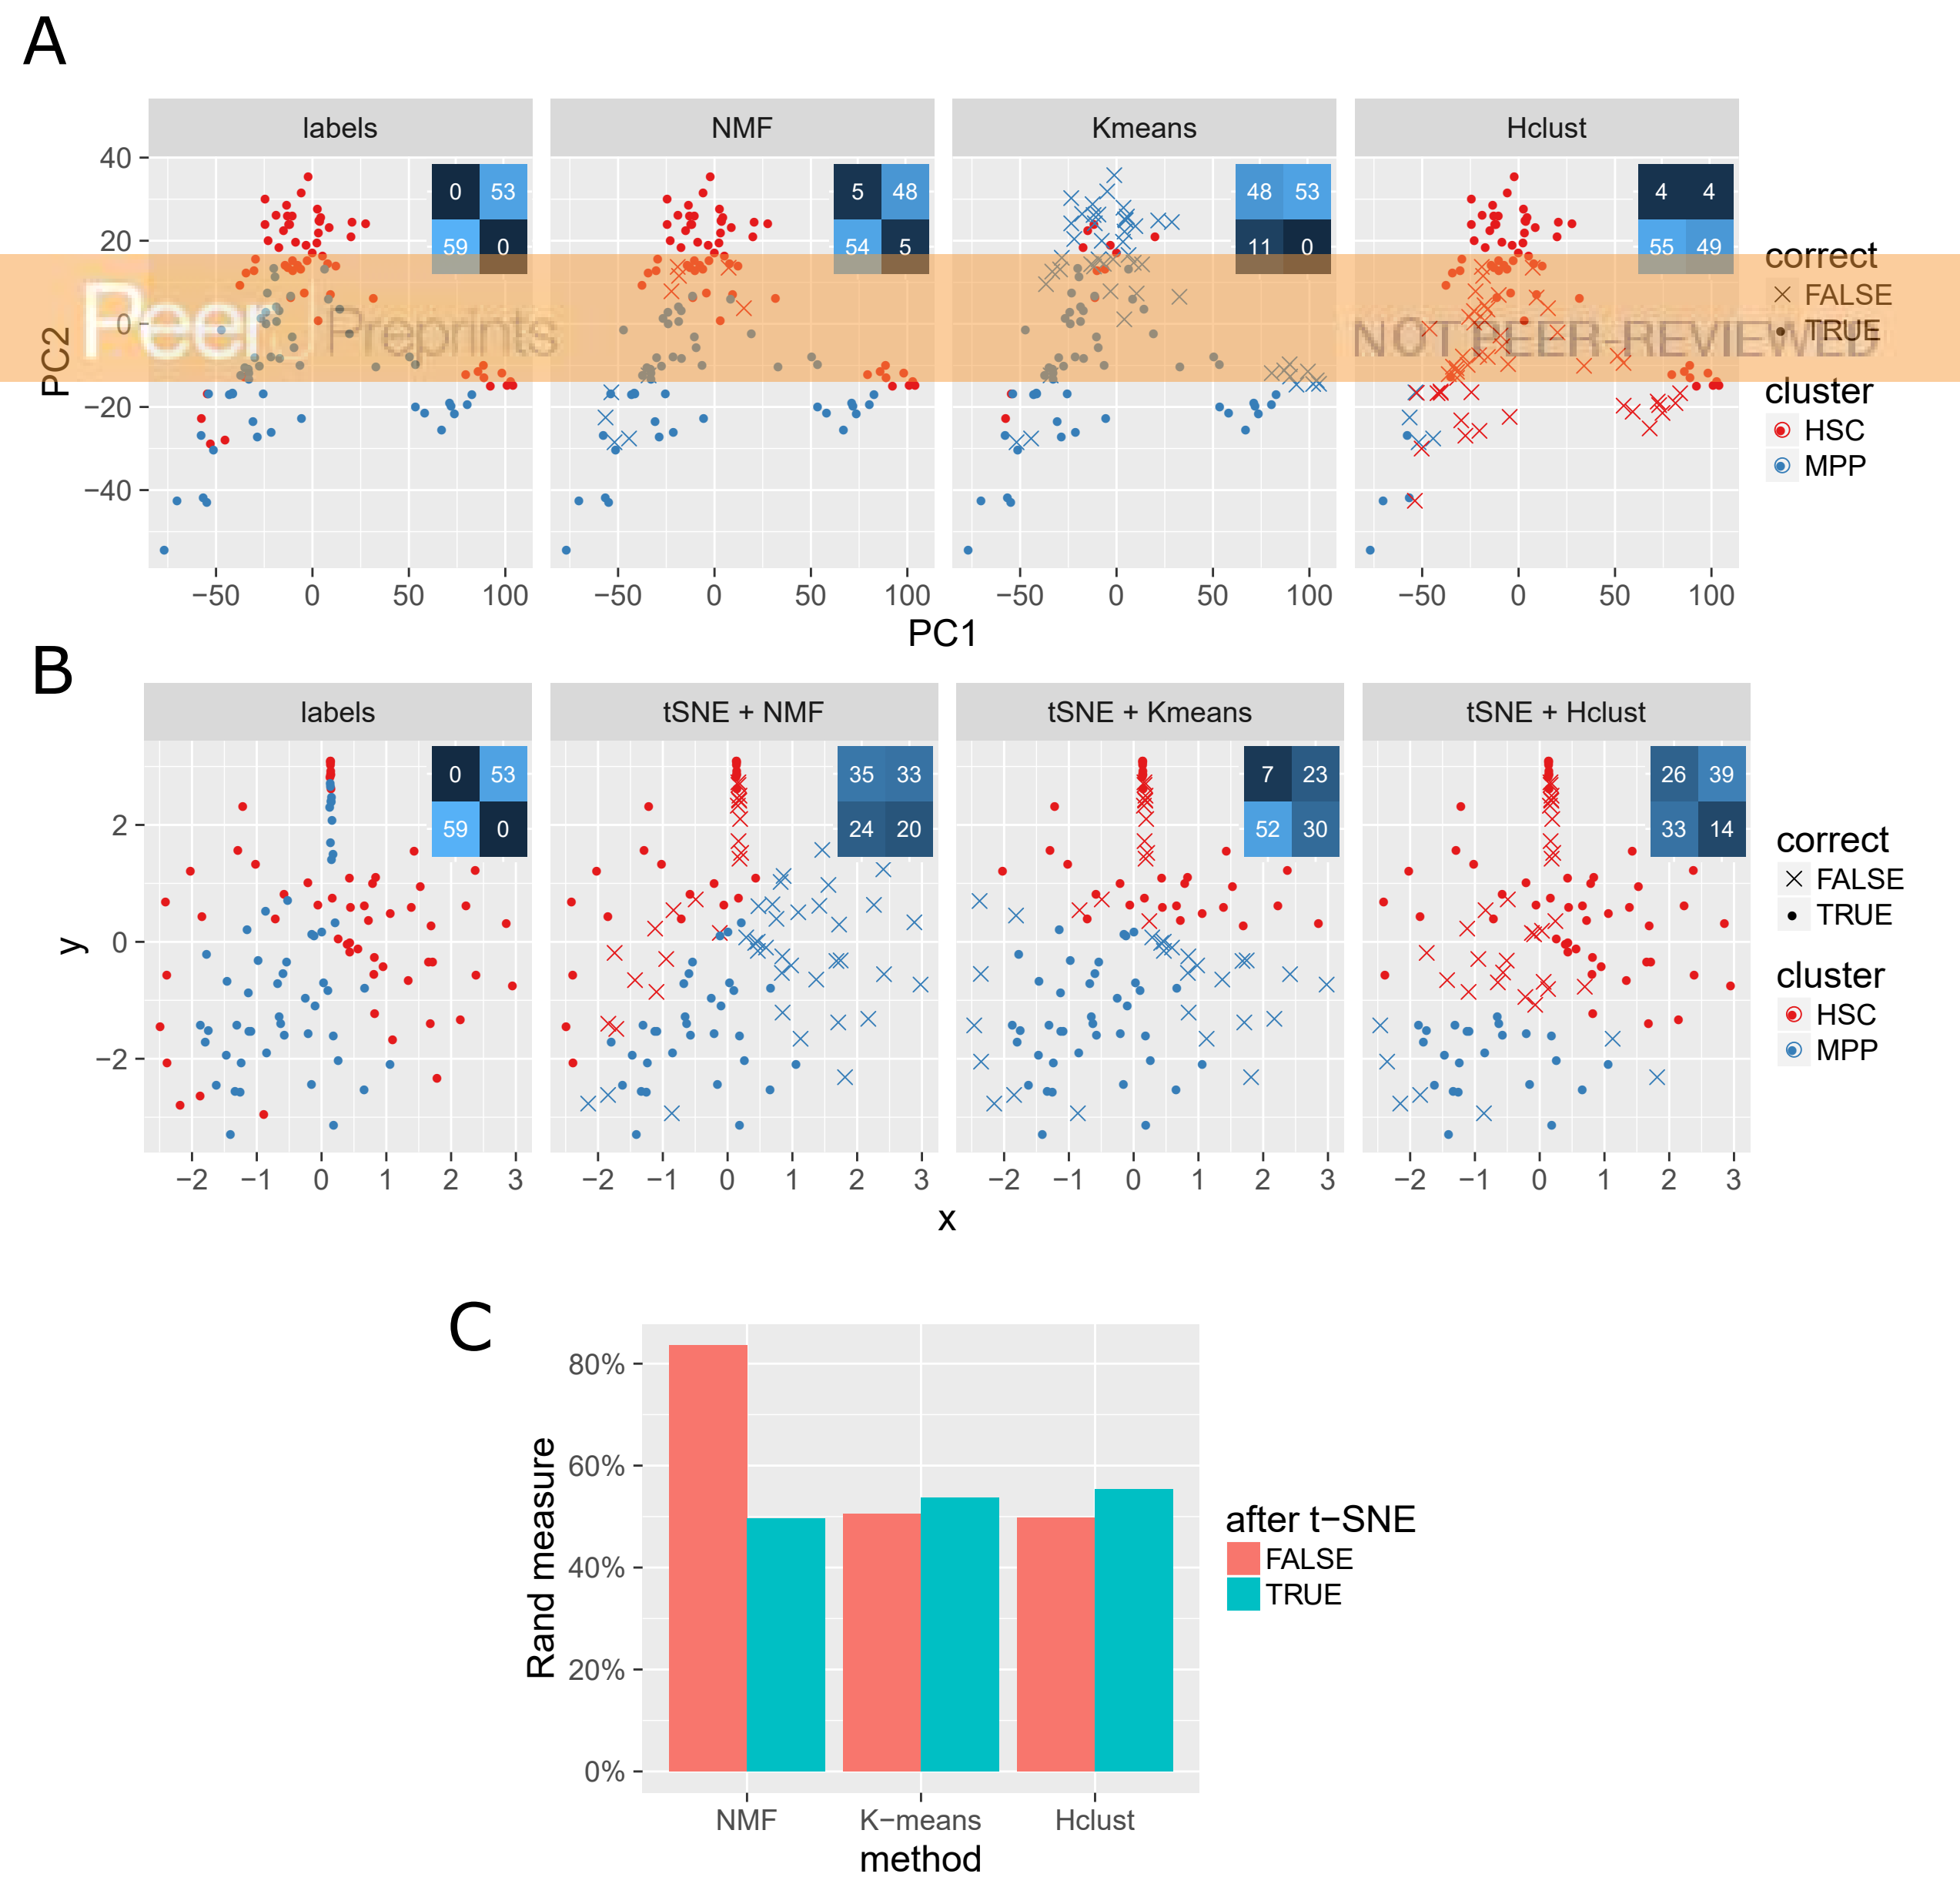 A
labels NMF Kmeans Hclust
40
20
0
−20
−40
PC2
0 53
59 0
5 48
54 5
48 53
11 0
4 4
55 49
PeerJ Preprints
NOT PEER-REVIEWED
correct
FALSE
TRUE
cluster
HSC
MPP
−50 0 50 100 −50 0 50 100 −50 0 50 100 −50 0 50 100
PC1
B
labels tSNE + NMF tSNE + Kmeans tSNE + Hclust
2
0
−2
y
0 53
59 0
35 33
24 20
7 23
52 30
26 39
33 14
correct
FALSE
TRUE
cluster
HSC
MPP
−2 −1 0 1 2 3 −2 −1 0 1 2 3 −2 −1 0 1 2 3 −2 −1 0 1 2 3
x
C
80%
60%
40%
20%
0%
Rand measure
after t−SNE
FALSE
TRUE
NMF K−means Hclust
method